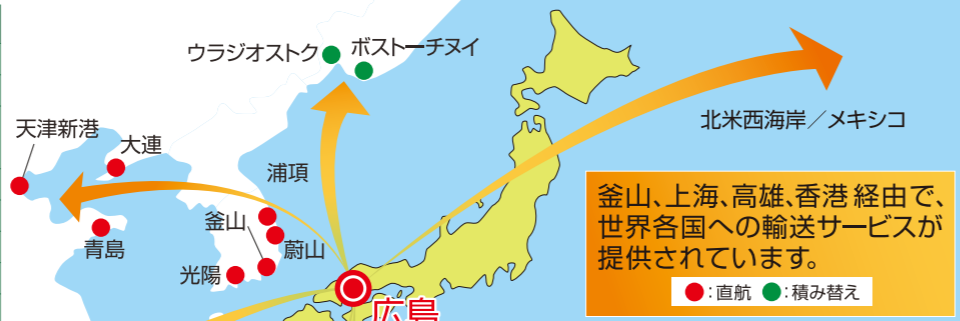 ウラジオストク
ボストーチヌイ
天津新港
大連
北米西海岸／メキシコ
浦項
釜山
青島
蔚山
光陽
広島
釜山、上海、高雄、香港経由で、
世界各国への輸送サービスが
提供されています。
●:直航 ●:積み替え